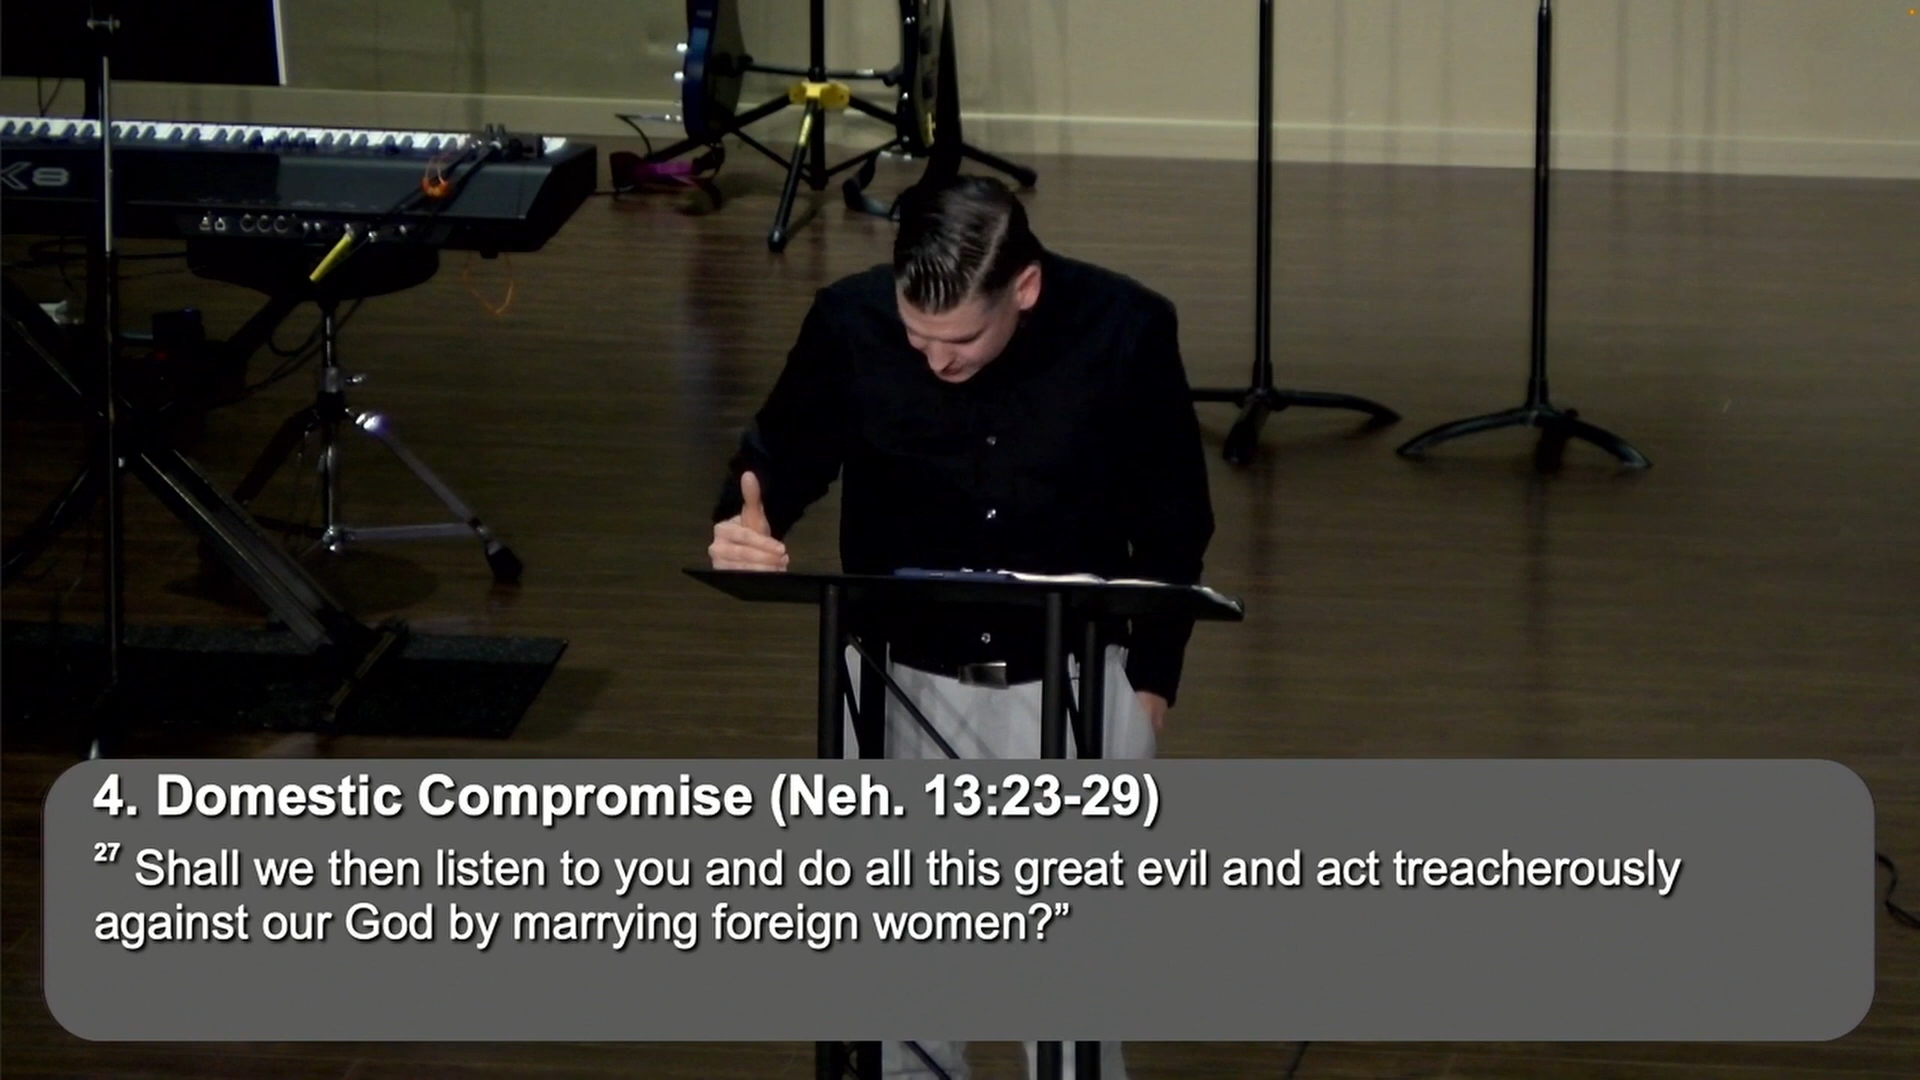 X8
4. Domestic Compromise (Neh. 13:23-29)
27 Shall we then listen to you and do all this great evil and act treacherously
against our God by marrying foreign women?”